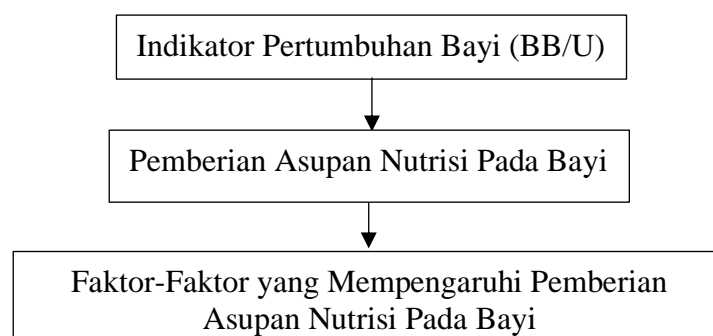 Indikator Pertumbuhan Bayi (BB/U)
Pemberian Asupan Nutrisi Pada Bayi
Faktor-Faktor yang Mempengaruhi Pemberian
Asupan Nutrisi Pada Bayi